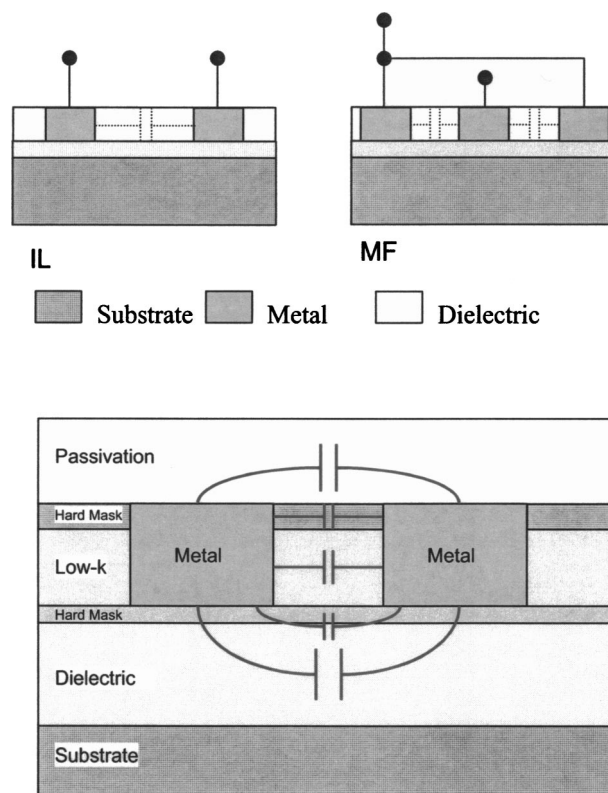 IL
MF
Substrate
Metal
Dielectric
Passivation
Hard Mask
Metal
Metal
Low-k
Hard Mask
Dielectric
Substrate